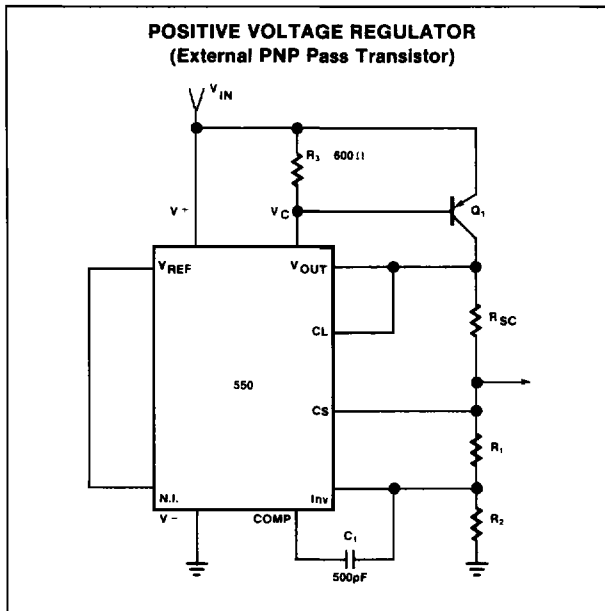 POSITIVE VOLTAGE REGULATOR
(External PNP Pass Transistor)
VIN
R3 600Ω
V+
VC
Q1
VREF
VOUT
RSC
CL
550
CS
R1
N.I.
Inv
V−
COMP
R2
C1
500pF